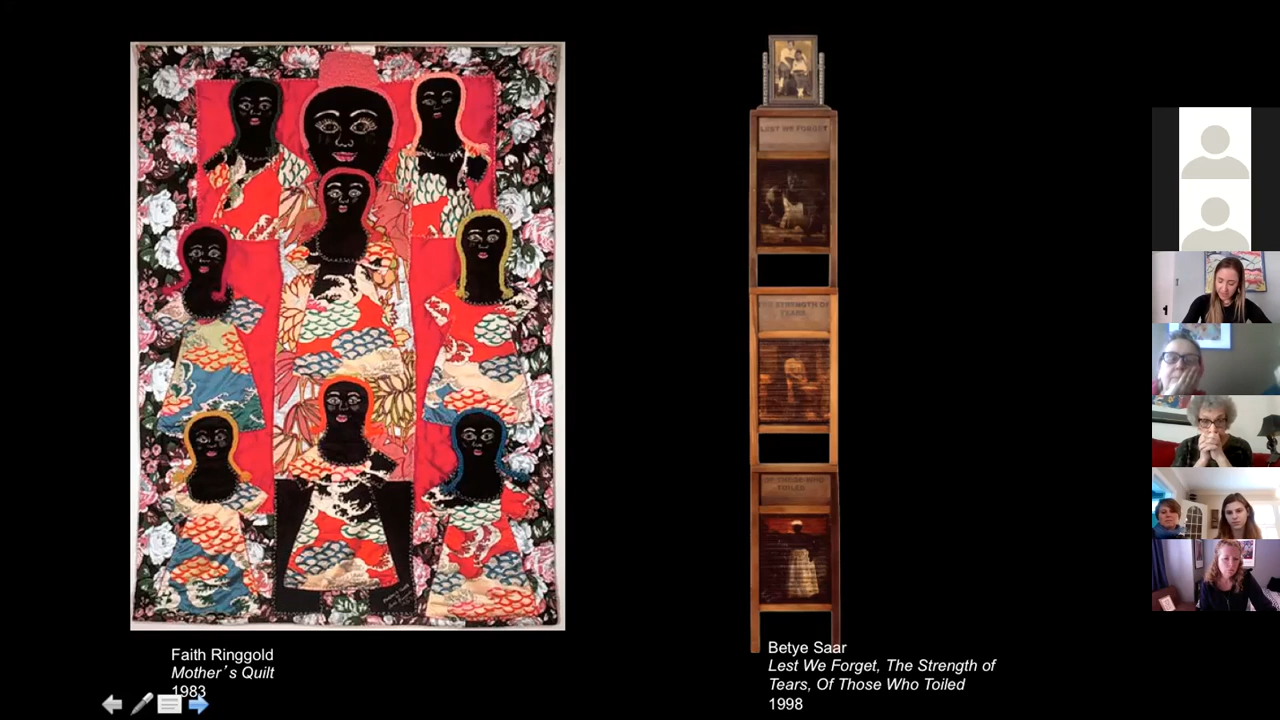 LEST WE FORGET
THE STRENGTH OF
TEARS
OF THOSE WHO
TOILED
Faith Ringgold
Mother´s Quilt
1983
Betye Saar
Lest We Forget, The Strength of
Tears, Of Those Who Toiled
1998